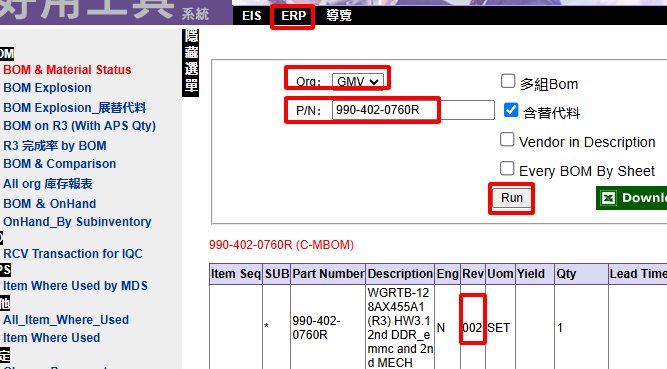 好用工具 系統 EIS ERP 導覽
隱藏選單
BOM & Material Status
BOM Explosion
BOM Explosion_展替代料
BOM on R3 (With APS Qty)
R3 完成率 by BOM
BOM & Comparison
All org 庫存報表
BOM & OnHand
OnHand_By Subinventory
RCV Transaction for IQC
Item Where Used by MDS
他
All_Item_Where_Used
Item Where Used
定
Org: GMV
多組Bom
P/N: 990-402-0760R
含替代料
Vendor in Description
Every BOM By Sheet
Run
990-402-0760R (C-MBOM)
Item Seq SUB Part Number Description Eng Rev Uom Yield Qty Lead Time
* 990-402-0760R WGRTB-128AX455A1 (R3) HW3.1 2nd DDR_emmc and 2nd MECH N 002 SET 1